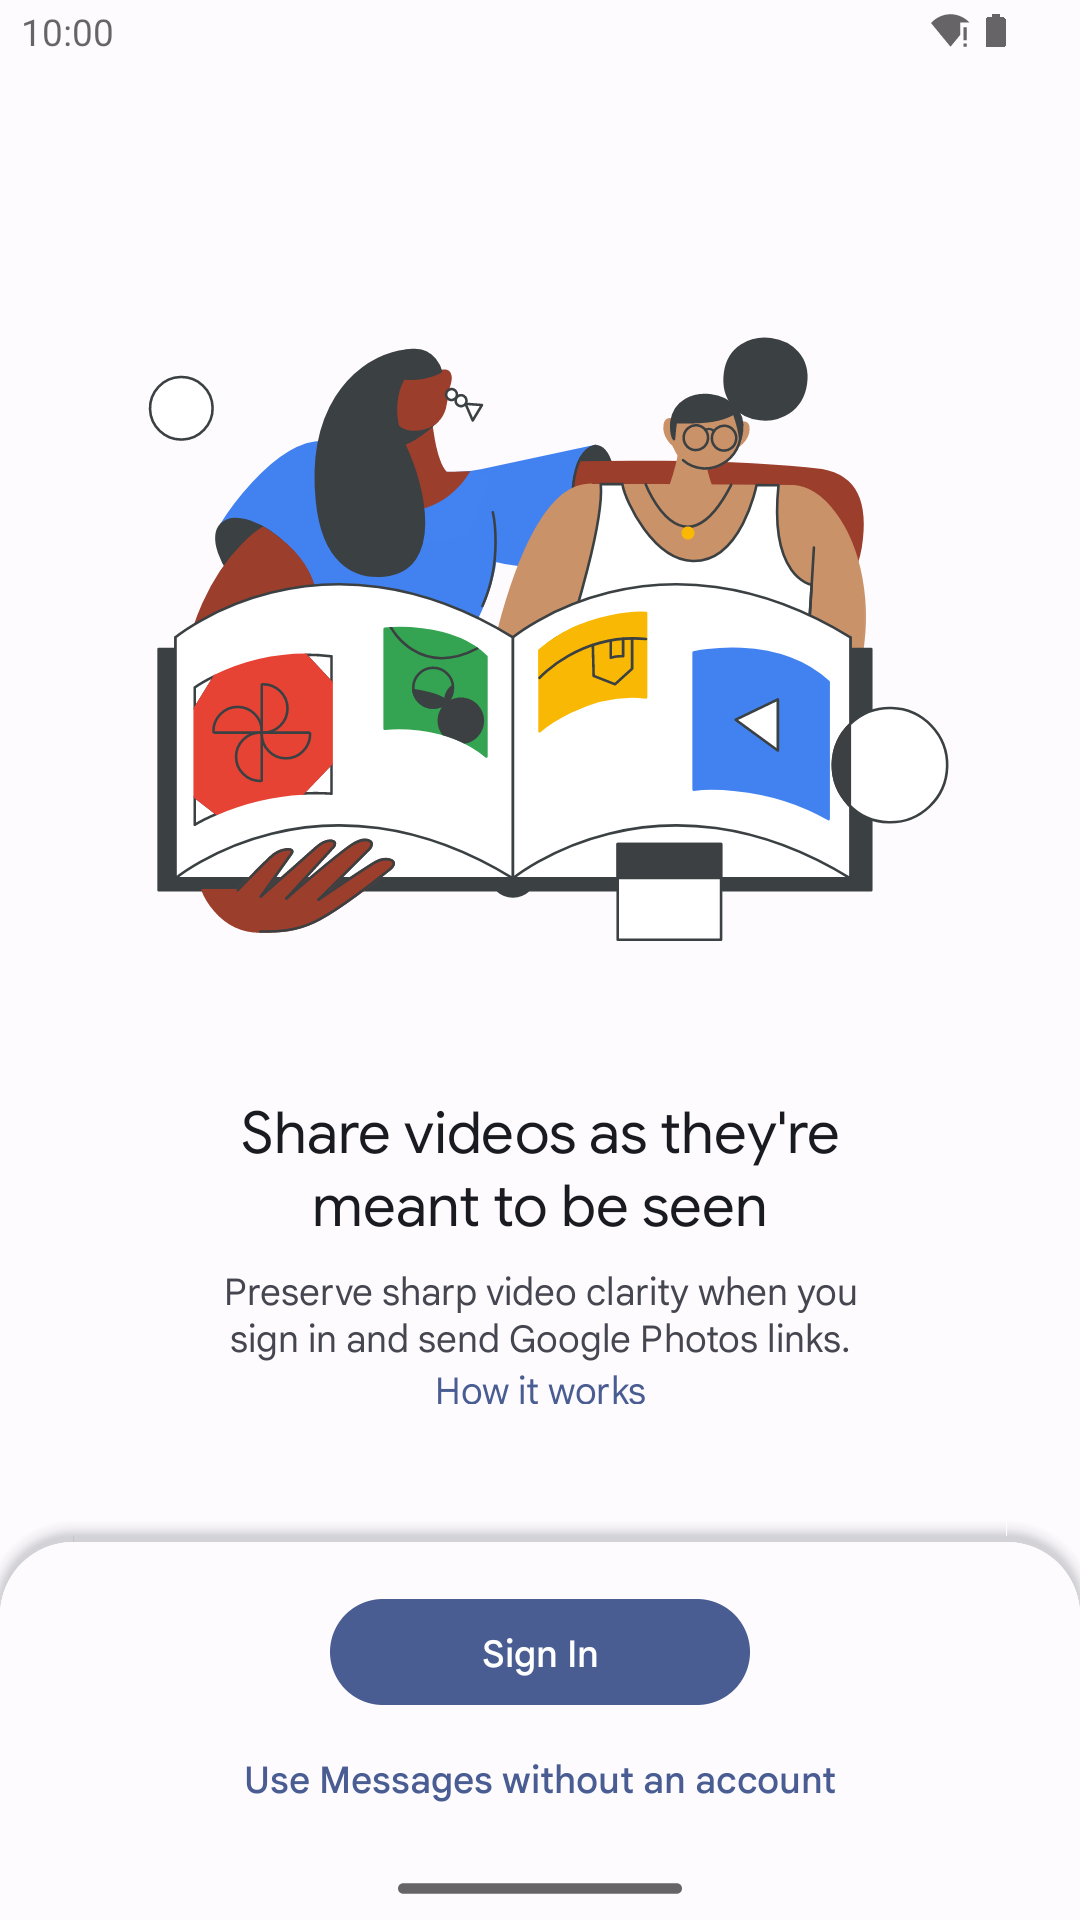 10:00
Share videos as they're
meant to be seen
Preserve sharp video clarity when you
sign in and send Google Photos links.
How it works
Sign In
Use Messages without an account